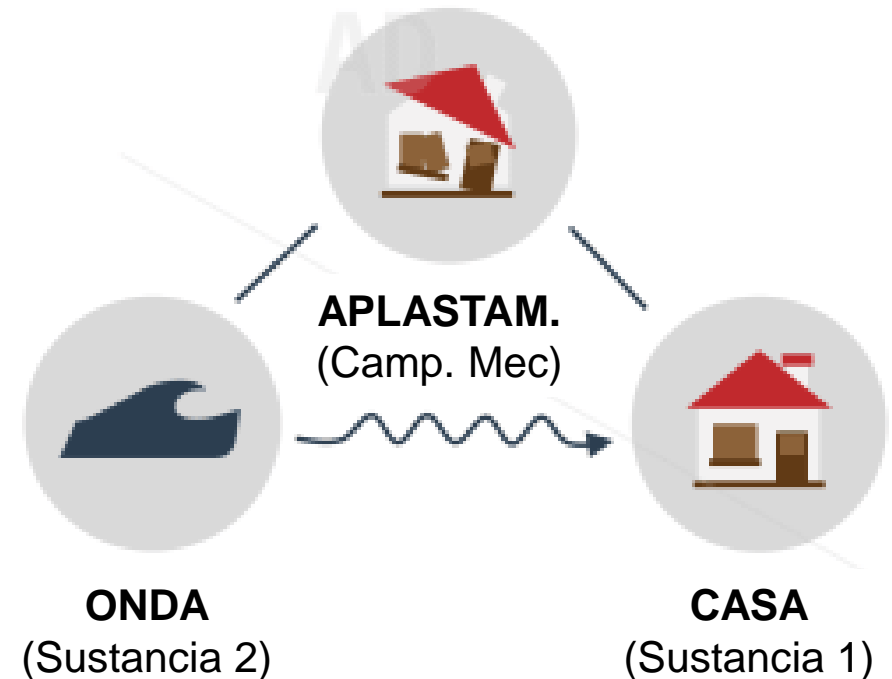 APLASTAM.
(Camp. Mec)
ONDA
(Sustancia 2)
CASA
(Sustancia 1)